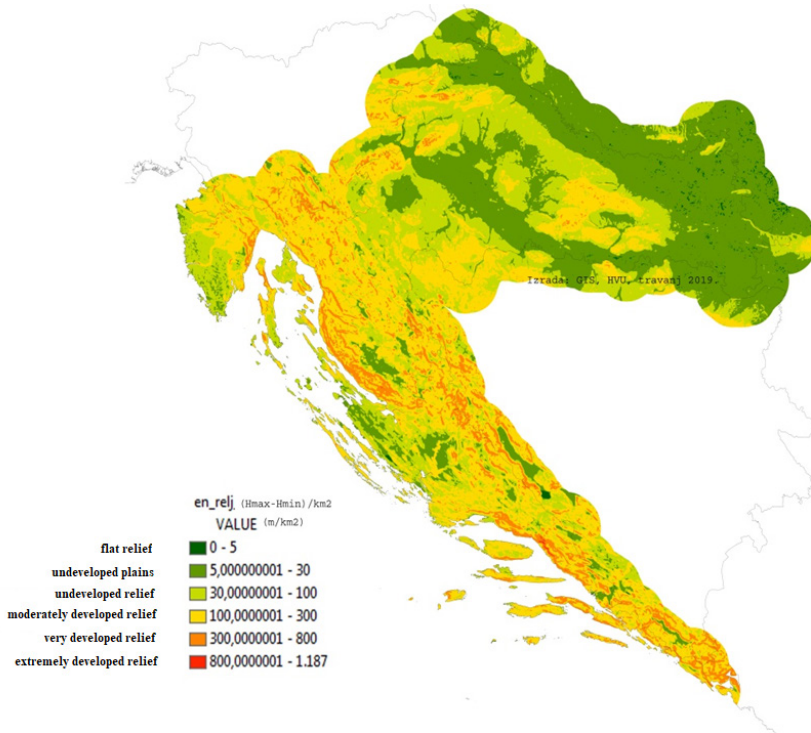 Izrada: GIS, HVU, travanj 2019.
en_relj, (Hmax-Hmin)/km2
VALUE (m/km2)
flat relief 0 - 5
undeveloped plains 5,000000001 - 30
undeveloped relief 30,00000001 - 100
moderately developed relief 100,0000001 - 300
very developed relief 300,0000001 - 800
extremely developed relief 800,0000001 - 1.187